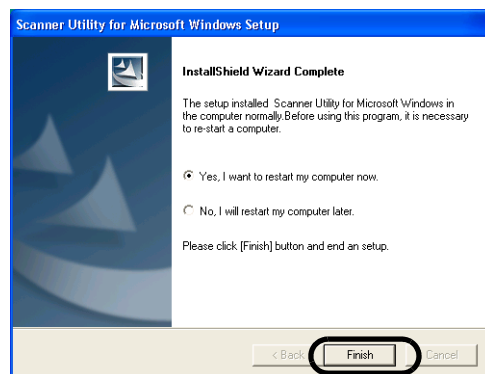 Scanner Utility for Microsoft Windows Setup
InstallShield Wizard Complete
The setup installed Scanner Utility for Microsoft Windows in
the computer normally.Before using this program, it is necessary
to re-start a computer.
Yes, I want to restart my computer now.
No, I will restart my computer later.
Please click [Finish] button and end an setup.
< Back
Finish
Cancel